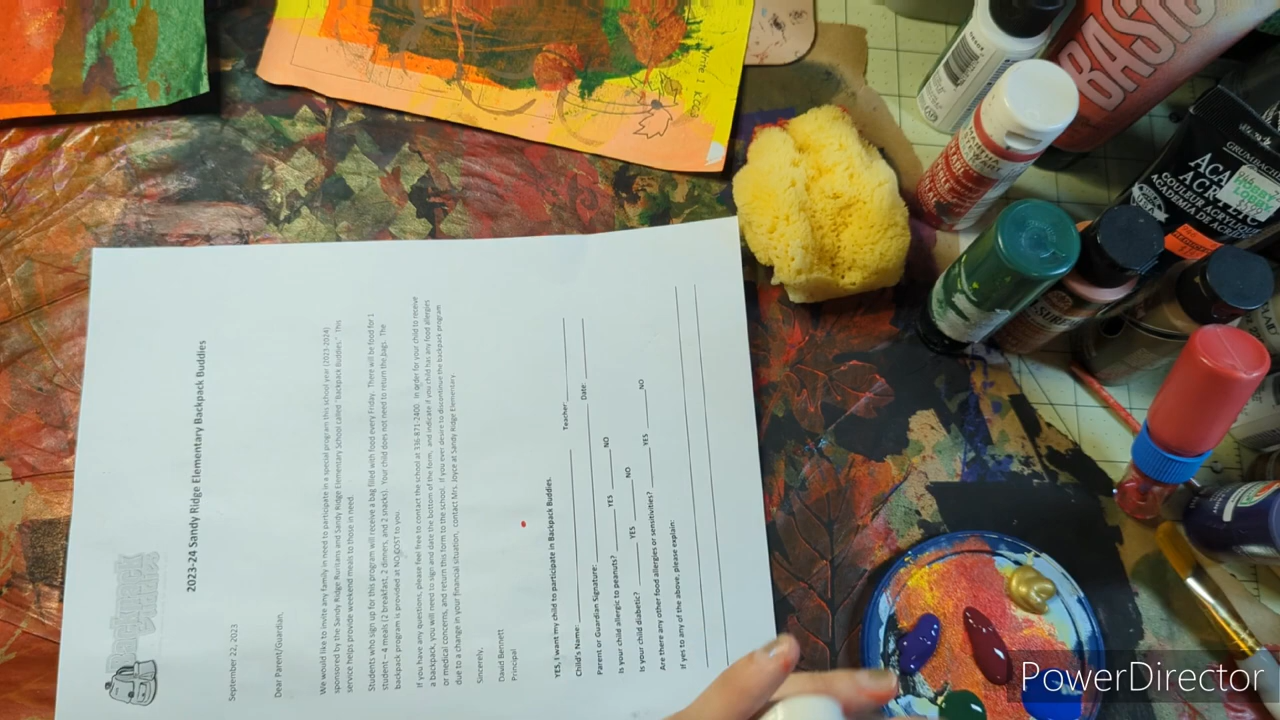 BACKPACK
BUDDIES
2023-24 Sandy Ridge Elementary Backpack Buddies
September 22, 2023
Dear Parent/Guardian,
We would like to invite any family in need to participate in a special program this school year (2023-2024)
sponsored by the Sandy Ridge Ruritans and Sandy Ridge Elementary School called "Backpack Buddies." This
service helps provide weekend meals to those in need.
Students who sign up for this program will receive a bag filled with food every Friday. There will be food for 1
student – 4 meals (2 breakfast, 2 dinners, and 2 snacks). Your child does not need to return the bags. The
backpack program is provided at NO COST to you.
If you have any questions, please feel free to contact the school at 336-871-2400. In order for your child to receive
a backpack, you will need to sign and date the bottom of the form, and indicate if you child has any food allergies
or medical concerns, and return this form to the school. If you ever desire to discontinue the backpack program
due to a change in your financial situation, contact Mrs. Joyce at Sandy Ridge Elementary.
Sincerely,
David Bennett
Principal
YES, I want my child to participate in Backpack Buddies.
Child's Name: Teacher:
Parent or Guardian Signature: Date:
Is your child allergic to peanuts? YES NO
Is your child diabetic? YES NO
Are there any other food allergies or sensitivities? YES NO
If yes to any of the above, please explain:
BASICS
GRUMBACHER
ACADEMIA
ACRYLIC
COULEUR ACRYLIQUE
USA
PowerDirector